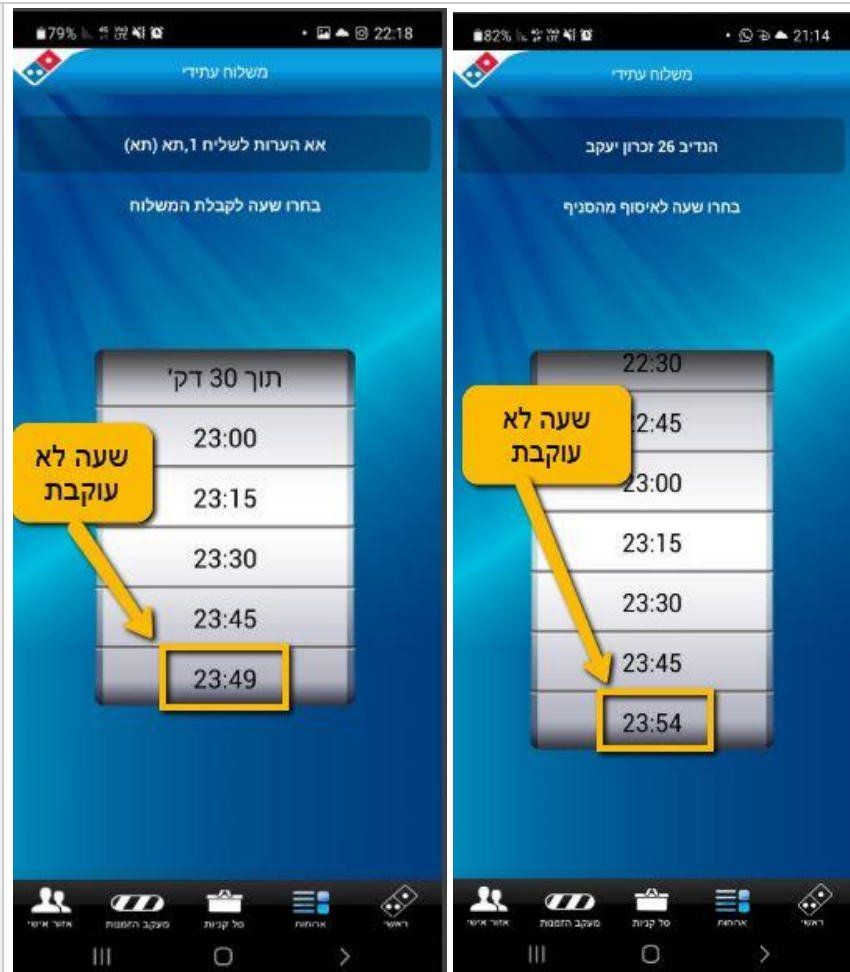 79% 22:18
משלוח עתידי
אא הערות לשליח 1,תא (תא)
בחרו שעה לקבלת המשלוח
תוך 30 דק'
23:00
23:15
23:30
23:45
23:49
שעה לא
עוקבת
ראשי ארוחות סל קניות מעקב הזמנות אזור אישי
82% 21:14
משלוח עתידי
הנדיב 26 זכרון יעקב
בחרו שעה לאיסוף מהסניף
22:30
2:45
23:00
23:15
23:30
23:45
23:54
שעה לא
עוקבת
ראשי ארוחות סל קניות מעקב הזמנות אזור אישי